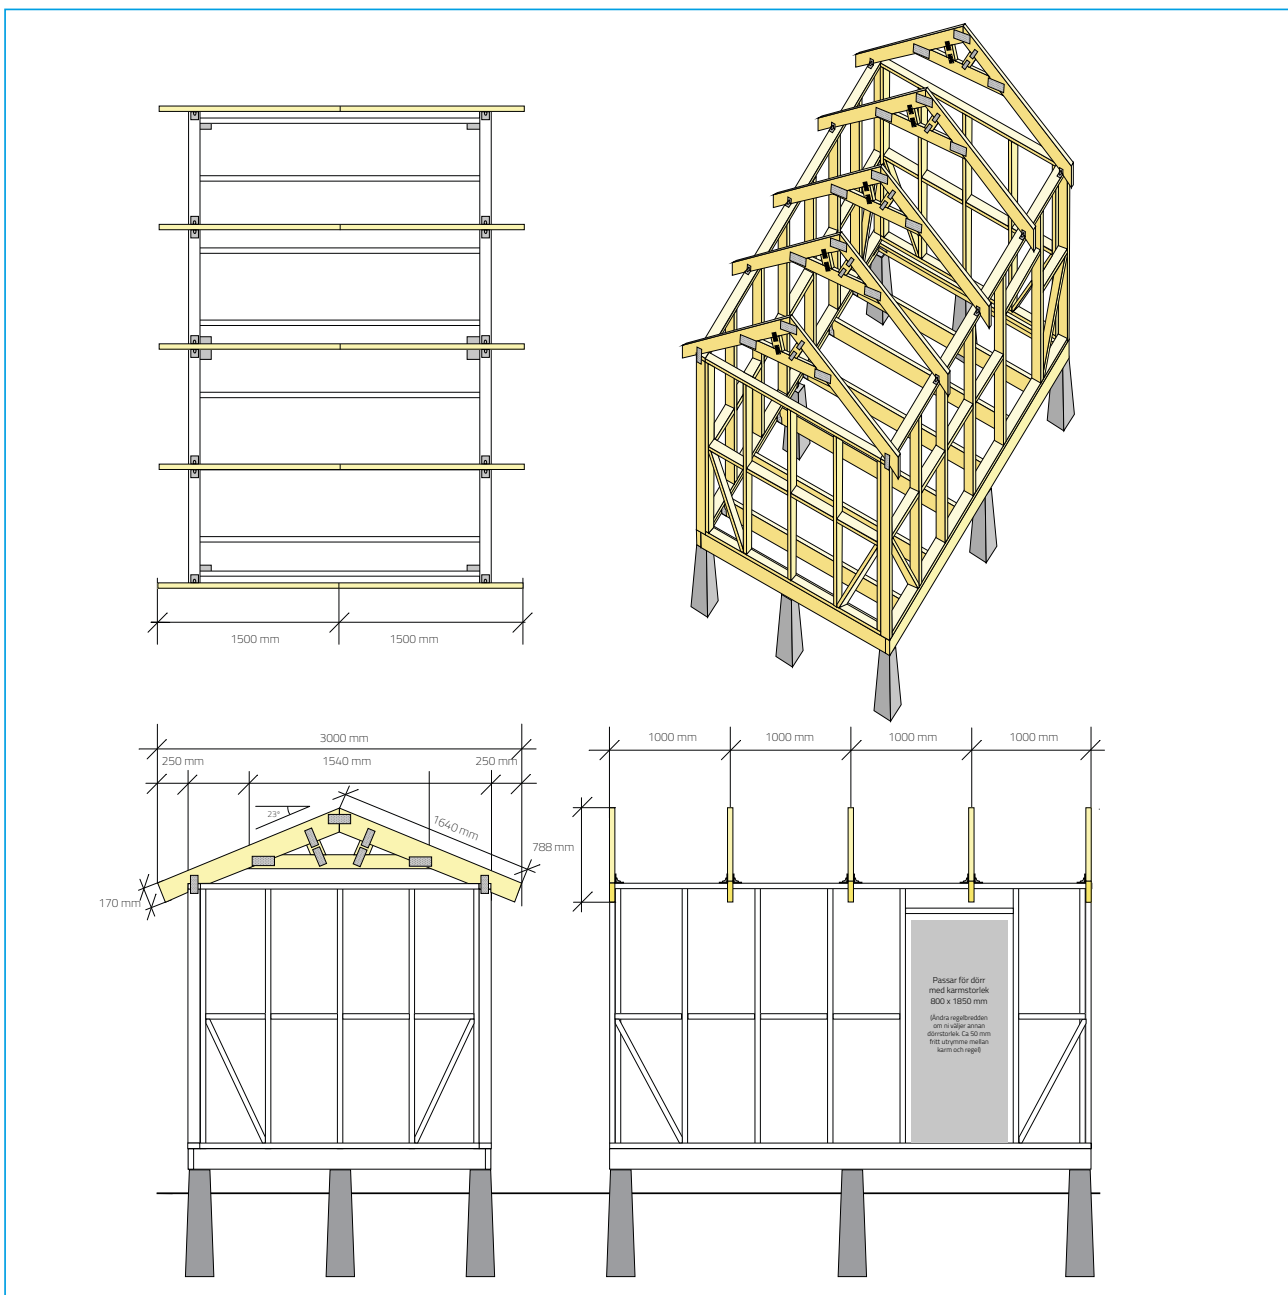 1500 mm 1500 mm
3000 mm
250 mm 1540 mm 250 mm
23°
1640 mm
788 mm
170 mm
1000 mm 1000 mm 1000 mm 1000 mm
Passar för dörr
med karmstorlek
800 x 1850 mm
(Ändra regelbredden
om ni väljer annan
dörrstorlek. Ca 50 mm
fritt utrymme mellan
karm och regel)